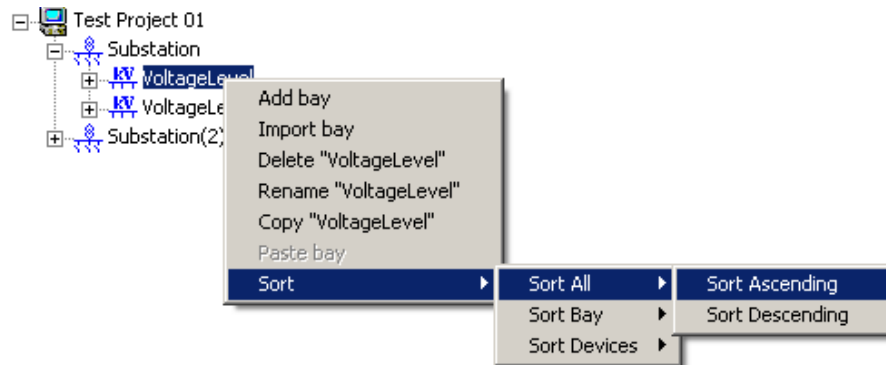 Test Project 01
Substation
VoltageLevel
VoltageLe
Substation(2)
Add bay
Import bay
Delete "VoltageLevel"
Rename "VoltageLevel"
Copy "VoltageLevel"
Paste bay
Sort
Sort All
Sort Bay
Sort Devices
Sort Ascending
Sort Descending